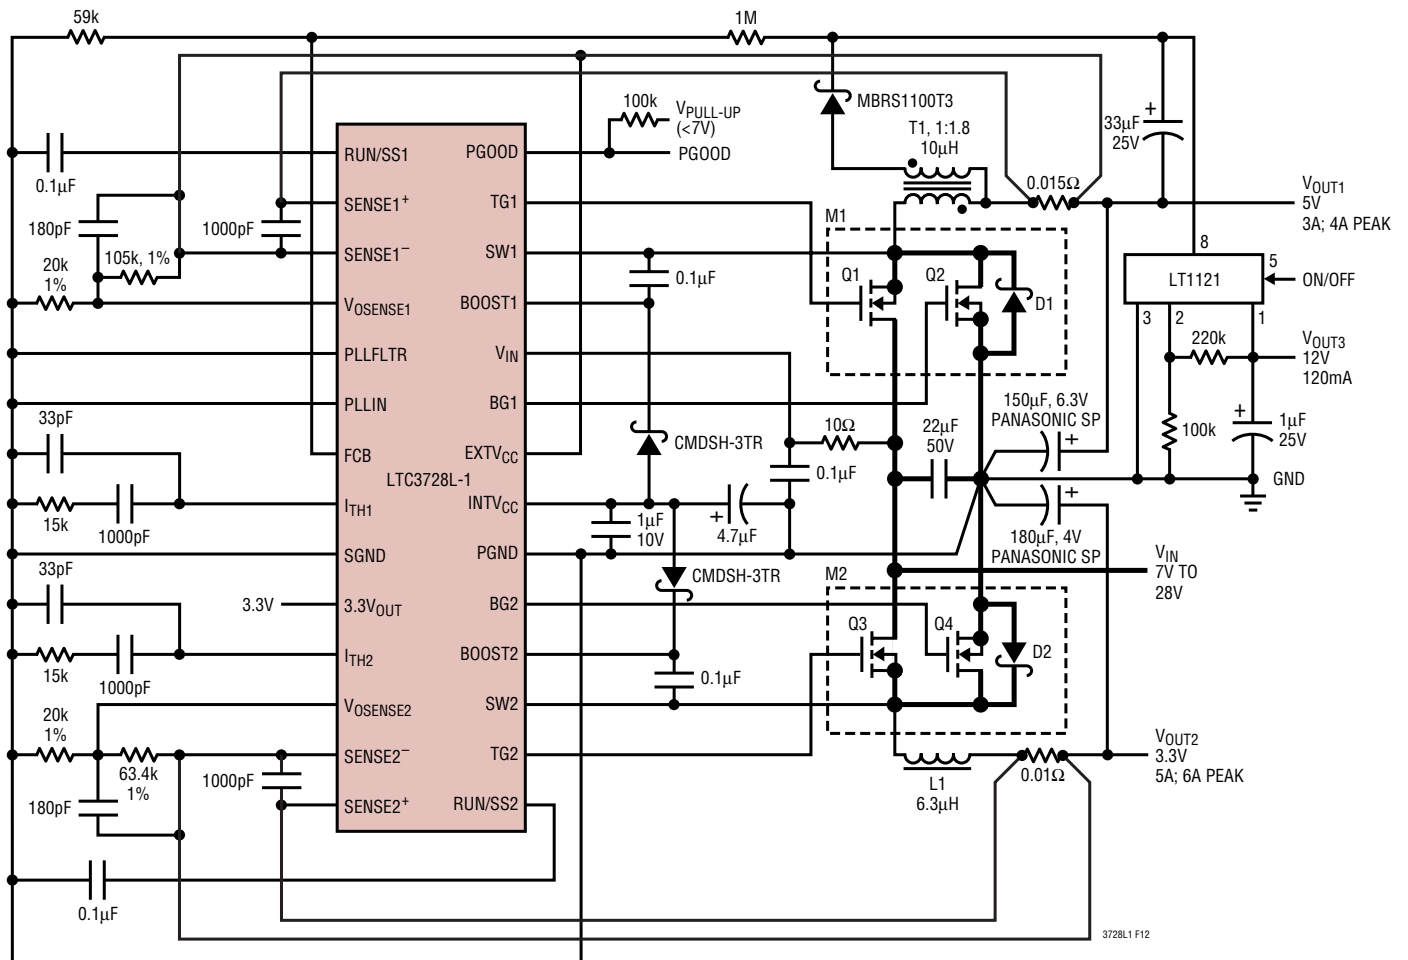 59k
1M
MBRS1100T3
100k
VPULL-UP
(<7V)
PGOOD
T1, 1:1.8
10µH
33µF
25V
+
0.015Ω
VOUT1
5V
3A; 4A PEAK
0.1µF
RUN/SS1
PGOOD
180pF
1000pF
SENSE1+
TG1
M1
105k, 1%
SENSE1−
SW1
0.1µF
Q1
Q2
D1
8
LT1121
5
ON/OFF
3
2
1
20k
1%
VOSENSE1
BOOST1
220k
VOUT3
12V
120mA
PLLFLTR
VIN
PLLIN
BG1
150µF, 6.3V
PANASONIC SP
+
100k
+
1µF
25V
33pF
FCB
EXTVCC
CMDSH-3TR
10Ω
22µF
50V
0.1µF
LTC3728L-1
GND
15k
1000pF
ITH1
INTVCC
1µF
10V
+
4.7µF
+
180µF, 4V
PANASONIC SP
SGND
PGND
VIN
7V TO
28V
33pF
CMDSH-3TR
M2
3.3V
3.3VOUT
BG2
Q3
Q4
D2
15k
1000pF
ITH2
BOOST2
0.1µF
20k
1%
VOSENSE2
SW2
63.4k
1%
SENSE2−
TG2
L1
6.3µH
0.01Ω
VOUT2
3.3V
5A; 6A PEAK
180pF
1000pF
SENSE2+
RUN/SS2
0.1µF
3728L1 F12